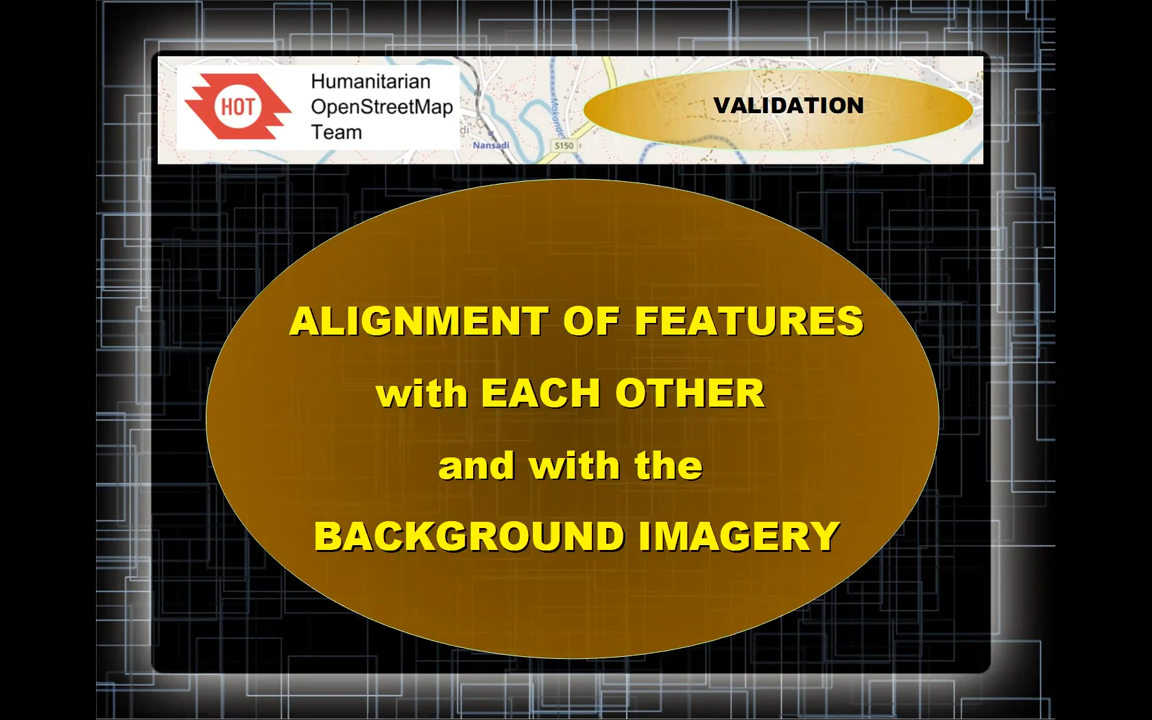 Humanitarian
OpenStreetMap
Team
HOT
VALIDATION
Nansadi
S150
ALIGNMENT OF FEATURES
with EACH OTHER
and with the
BACKGROUND IMAGERY